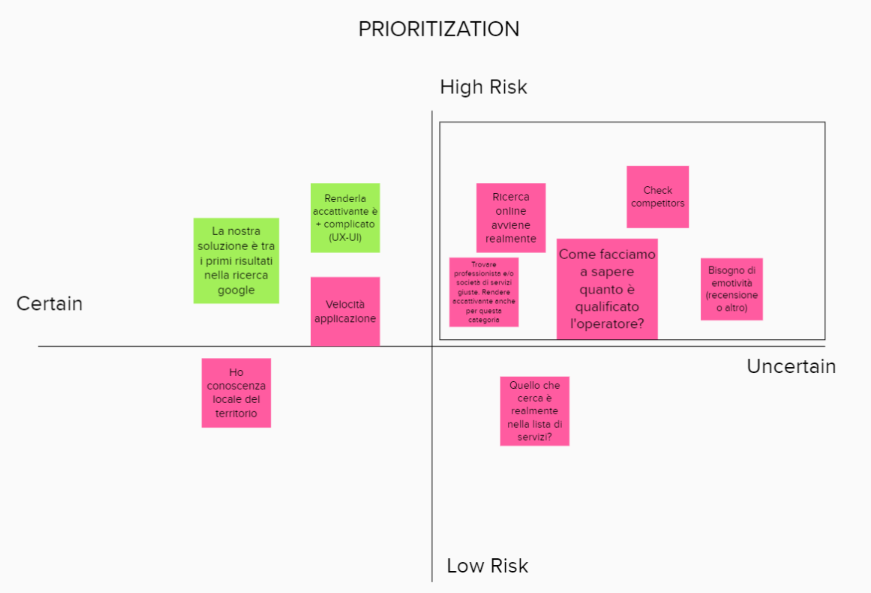 PRIORITIZATION
High Risk
Check
competitors
Renderla
accattivante è
+ complicato
(UX-UI)
Ricerca
online
avviene
realmente
La nostra
soluzione è tra
i primi risultati
nella ricerca
google
Come facciamo
a sapere
quanto è
qualificato
l'operatore?
Trovare
professionista e/o
società di servizi
giuste. Rendere
accattivante anche
per questa
categoria
Bisogno di
emotività
(recensione
o altro)
Certain
Velocità
applicazione
Uncertain
Ho
conoscenza
locale del
territorio
Quello che
cerca è
realmente
nella lista di
servizi?
Low Risk